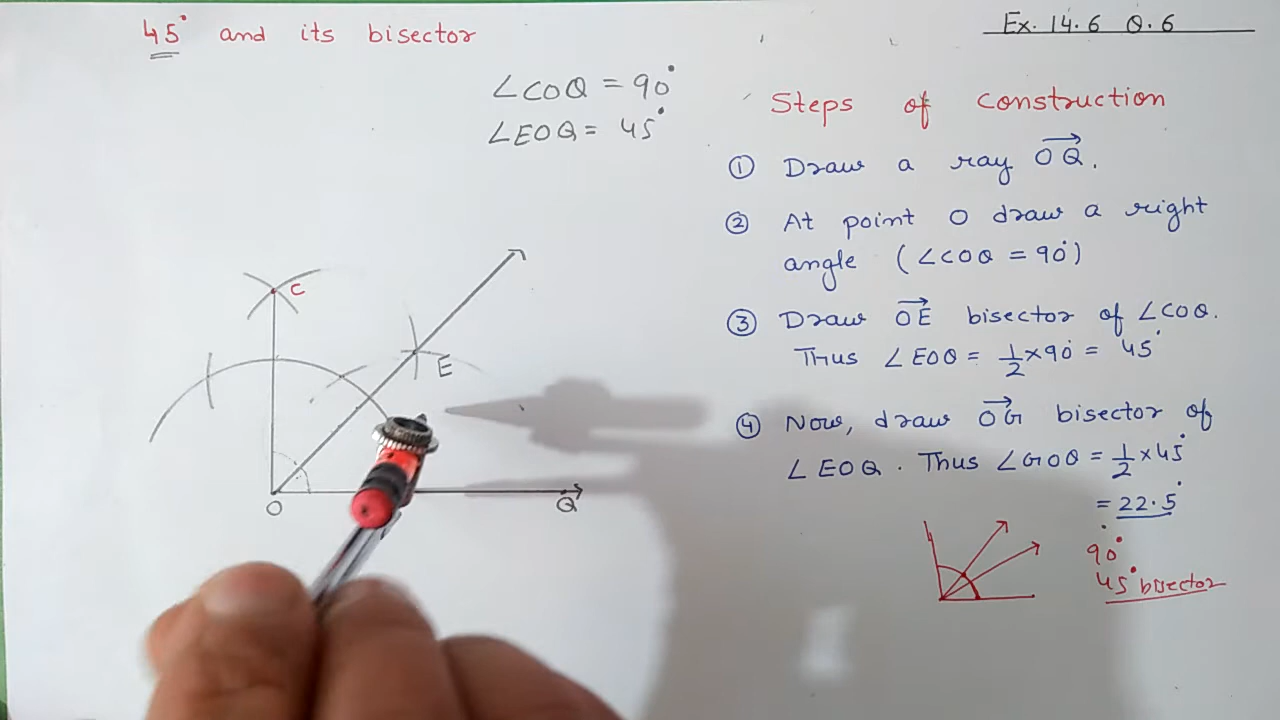 45° and its bisector
Ex. 14.6 Q.6
∠COQ = 90°
∠EOQ = 45°
Steps of construction
① Draw a ray OQ→.
② At point O draw a right
angle (∠COQ = 90°)
③ Draw OE→ bisector of ∠COQ.
Thus ∠EOQ = 1/2 × 90° = 45°
④ Now, draw OG→ bisector of
∠EOQ. Thus ∠GOQ = 1/2 × 45°
= 22.5°
C
E
O
Q
90°
45° bisector